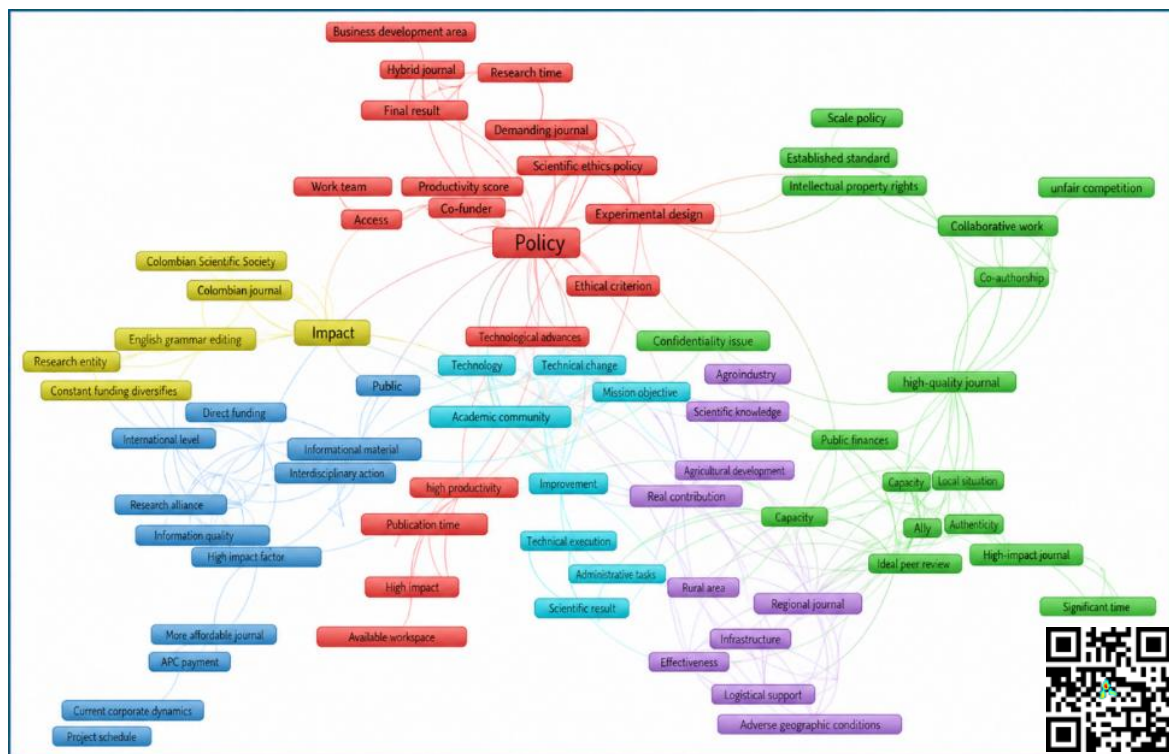 Business development area
Hybrid journal
Research time
Final result
Demanding journal
Scale policy
Scientific ethics policy
Established standard
Work team
Productivity score
Intellectual property rights
unfair competition
Access
Co-funder
Experimental design
Collaborative work
Policy
Colombian Scientific Society
Co-authorship
Colombian journal
Ethical criterion
Impact
Technological advances
English grammar editing
Confidentiality issue
Research entity
Technology
Technical change
Agroindustry
Constant funding diversifies
Public
Mission objective
high-quality journal
Direct funding
Academic community
Scientific knowledge
International level
Informational material
Public finances
Interdisciplinary action
Agricultural development
high productivity
Improvement
Real contribution
Capacity
Local situation
Research alliance
Publication time
Capacity
Ally
Authenticity
Information quality
Technical execution
High impact factor
High-impact journal
Ideal peer review
High impact
Administrative tasks
Rural area
Scientific result
Regional journal
Significant time
More affordable journal
Available workspace
Infrastructure
APC payment
Effectiveness
Logistical support
Current corporate dynamics
Adverse geographic conditions
Project schedule